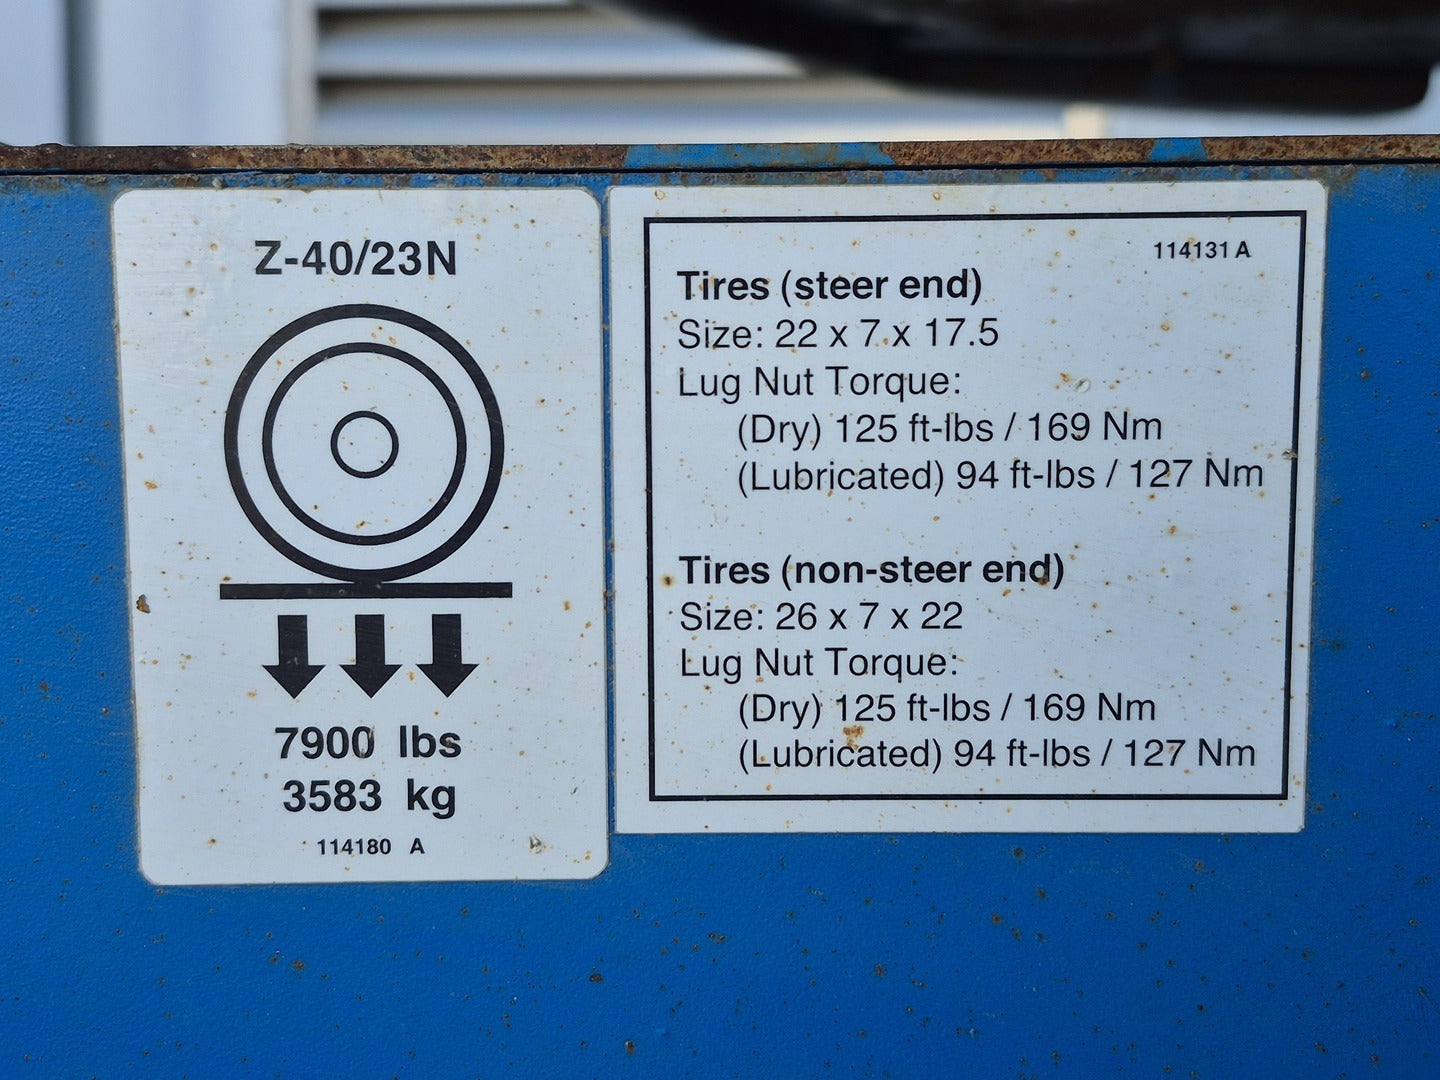 Z-40/23N
7900 lbs
3583 kg
114180 A
114131 A
Tires (steer end)
Size: 22 x 7 x 17.5
Lug Nut Torque:
(Dry) 125 ft-lbs / 169 Nm
(Lubricated) 94 ft-lbs / 127 Nm
Tires (non-steer end)
Size: 26 x 7 x 22
Lug Nut Torque:
(Dry) 125 ft-lbs / 169 Nm
(Lubricated) 94 ft-lbs / 127 Nm